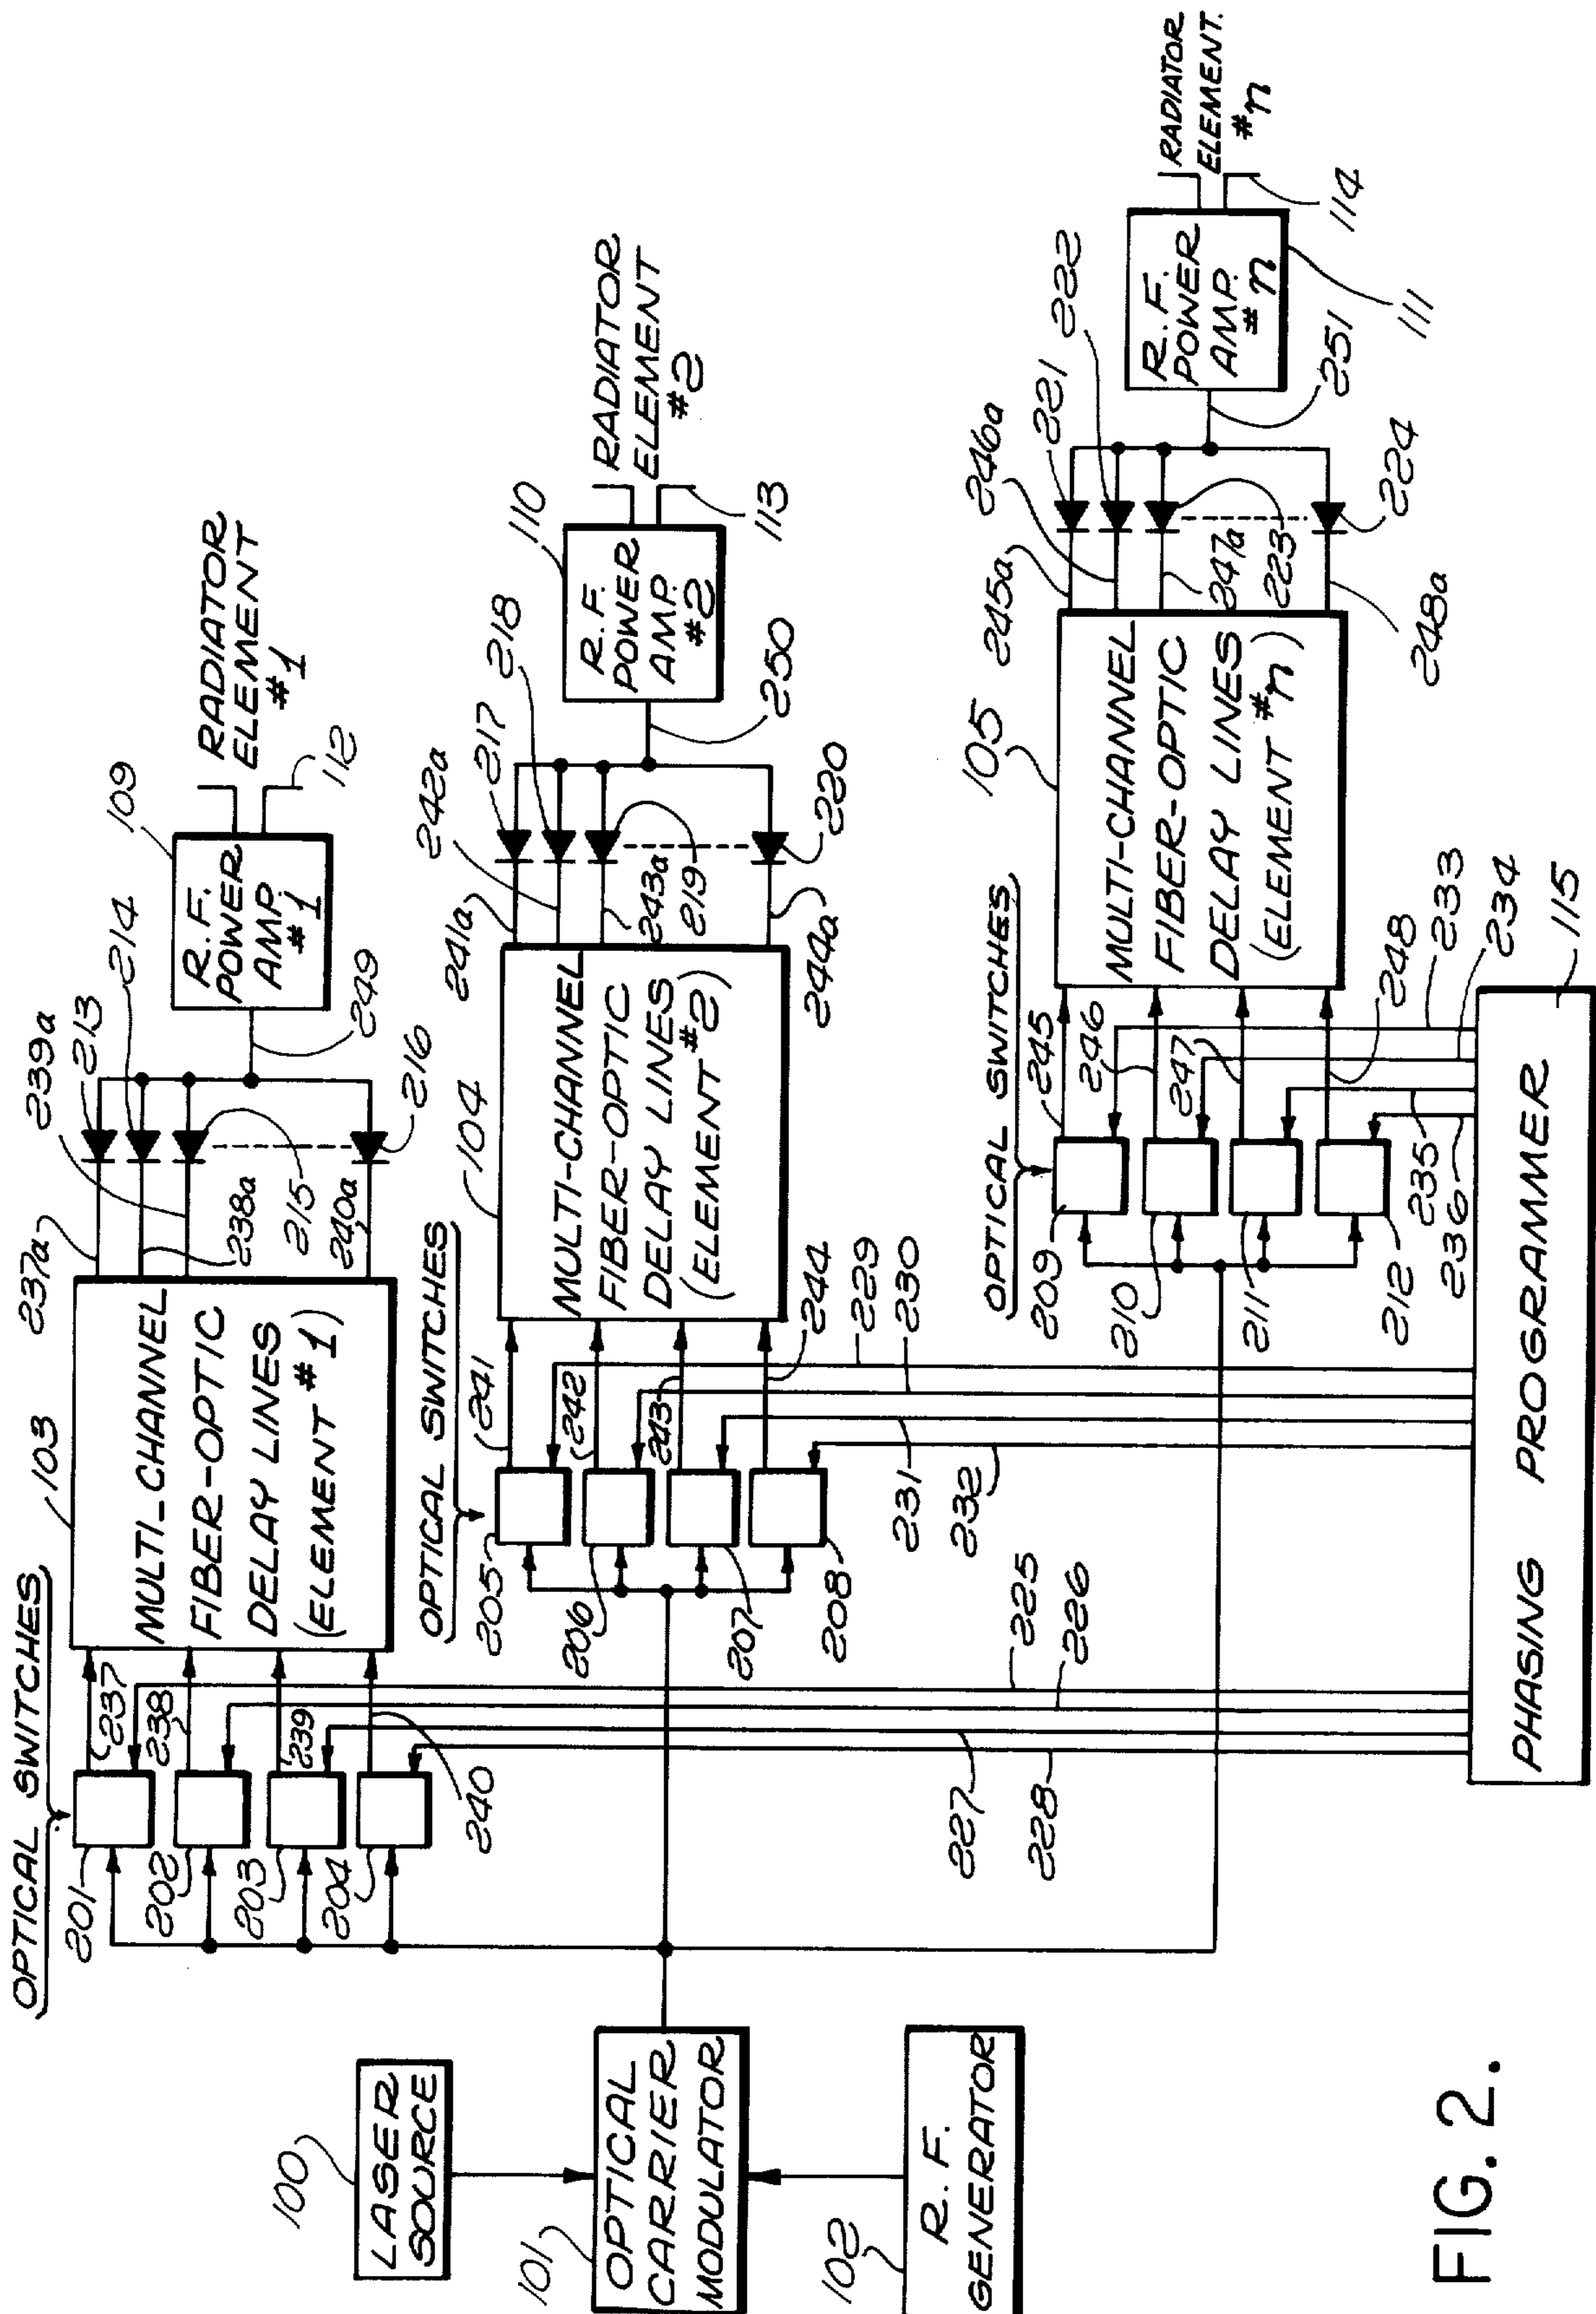 OPTICAL SWITCHES
201
202
203
204
237
238
239
240
103
MULTI_CHANNEL
FIBER-OPTIC
DELAY LINES
(ELEMENT #1)
237a
238a
239a
240a
213
214
215
216
249
109
R.F.
POWER
AMP.
#1
112
RADIATOR
ELEMENT
#1
OPTICAL SWITCHES
205
206
207
208
241
242
243
244
104
MULTI-CHANNEL
FIBER-OPTIC
DELAY LINES
(ELEMENT #2)
241a
242a
243a
244a
217
218
219
220
250
110
R.F.
POWER
AMP.
#2
113
RADIATOR
ELEMENT
#2
100
LASER
SOURCE
101
OPTICAL
CARRIER
MODULATOR
102
R.F.
GENERATOR
OPTICAL SWITCHES
209
210
211
212
245
246
247
248
105
MULTI-CHANNEL
FIBER-OPTIC
DELAY LINES
(ELEMENT #n)
245a
246a
247a
248a
221
222
223
224
251
R.F.
POWER
AMP.
#n
111
114
RADIATOR
ELEMENT.
#n
225
226
227
228
229
230
231
232
233
234
235
236
PHASING PROGRAMMER
115
FIG. 2.